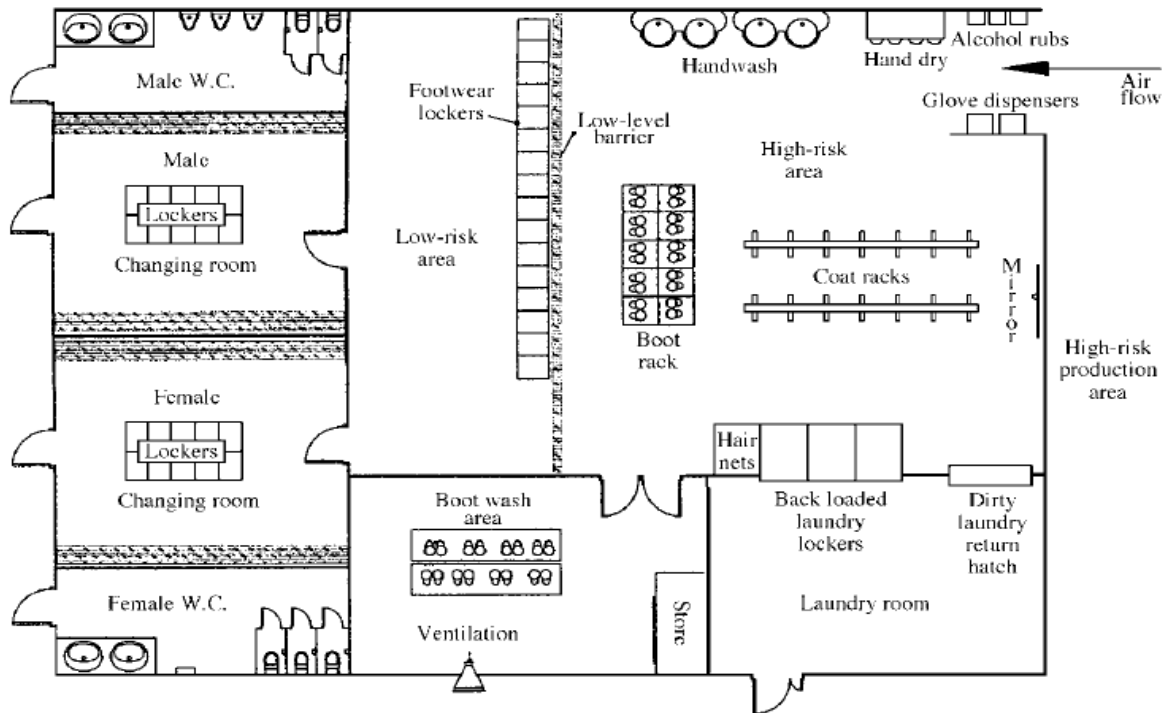 Male W.C.
Male
Lockers
Changing room
Female
Lockers
Changing room
Female W.C.
Footwear
lockers
Low-level
barrier
Low-risk
area
Handwash
Hand dry
Alcohol rubs
Air
flow
Glove dispensers
High-risk
area
Coat racks
Mirror
Boot
rack
High-risk
production
area
Hair
nets
Back loaded
laundry
lockers
Dirty
laundry
return
hatch
Boot wash
area
Ventilation
Store
Laundry room